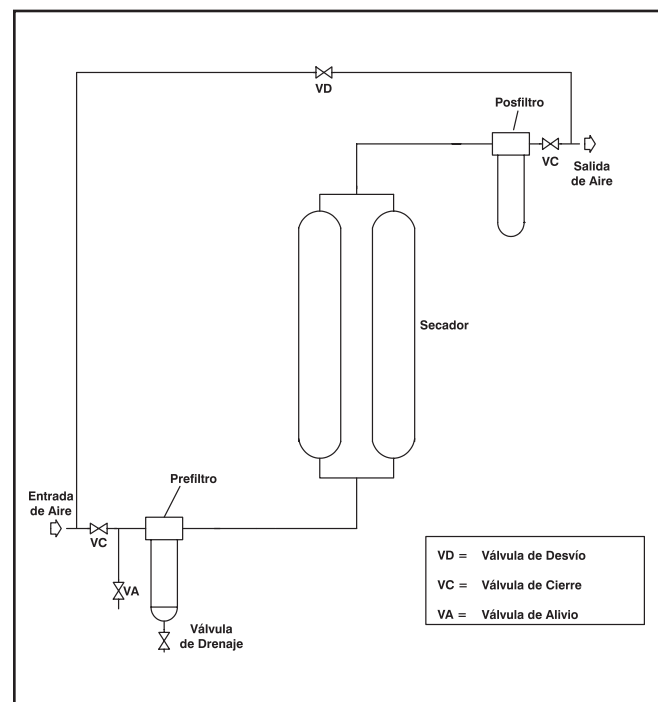 VD
Posfiltro
VC
Salida
de Aire
Secador
Prefiltro
Entrada
de Aire
VC
VA
Válvula
de Drenaje
VD = Válvula de Desvío
VC = Válvula de Cierre
VA = Válvula de Alivio